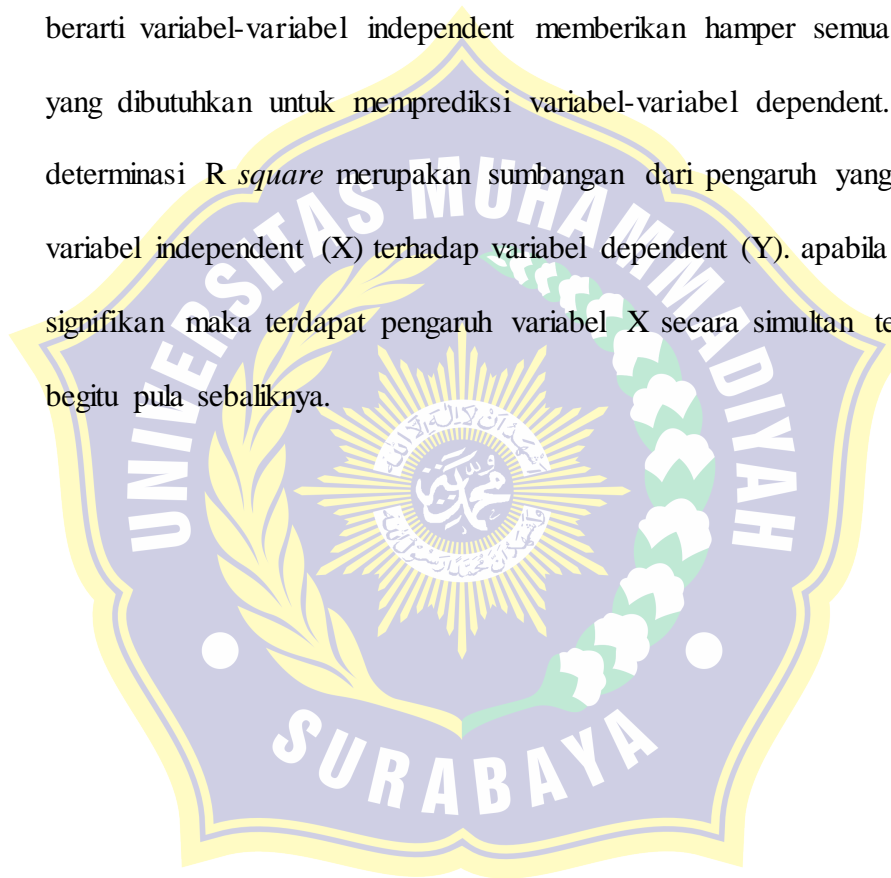 berarti variabel-variabel independent memberikan hamper semua
yang dibutuhkan untuk memprediksi variabel-variabel dependent.
determinasi R square merupakan sumbangan dari pengaruh yang
variabel independent (X) terhadap variabel dependent (Y). apabila
signifikan maka terdapat pengaruh variabel X secara simultan te
begitu pula sebaliknya.
UNIVERSITAS MUHAMMADIYAH
SURABAYA